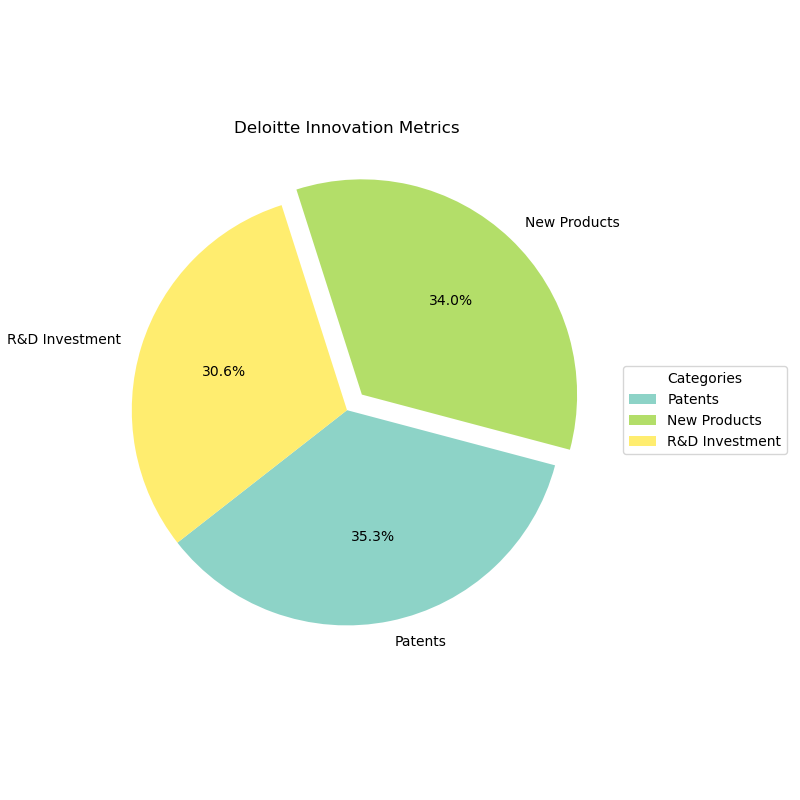 Deloitte Innovation Metrics
New Products
34.0%
R&D Investment
30.6%
Categories
Patents
New Products
R&D Investment
35.3%
Patents